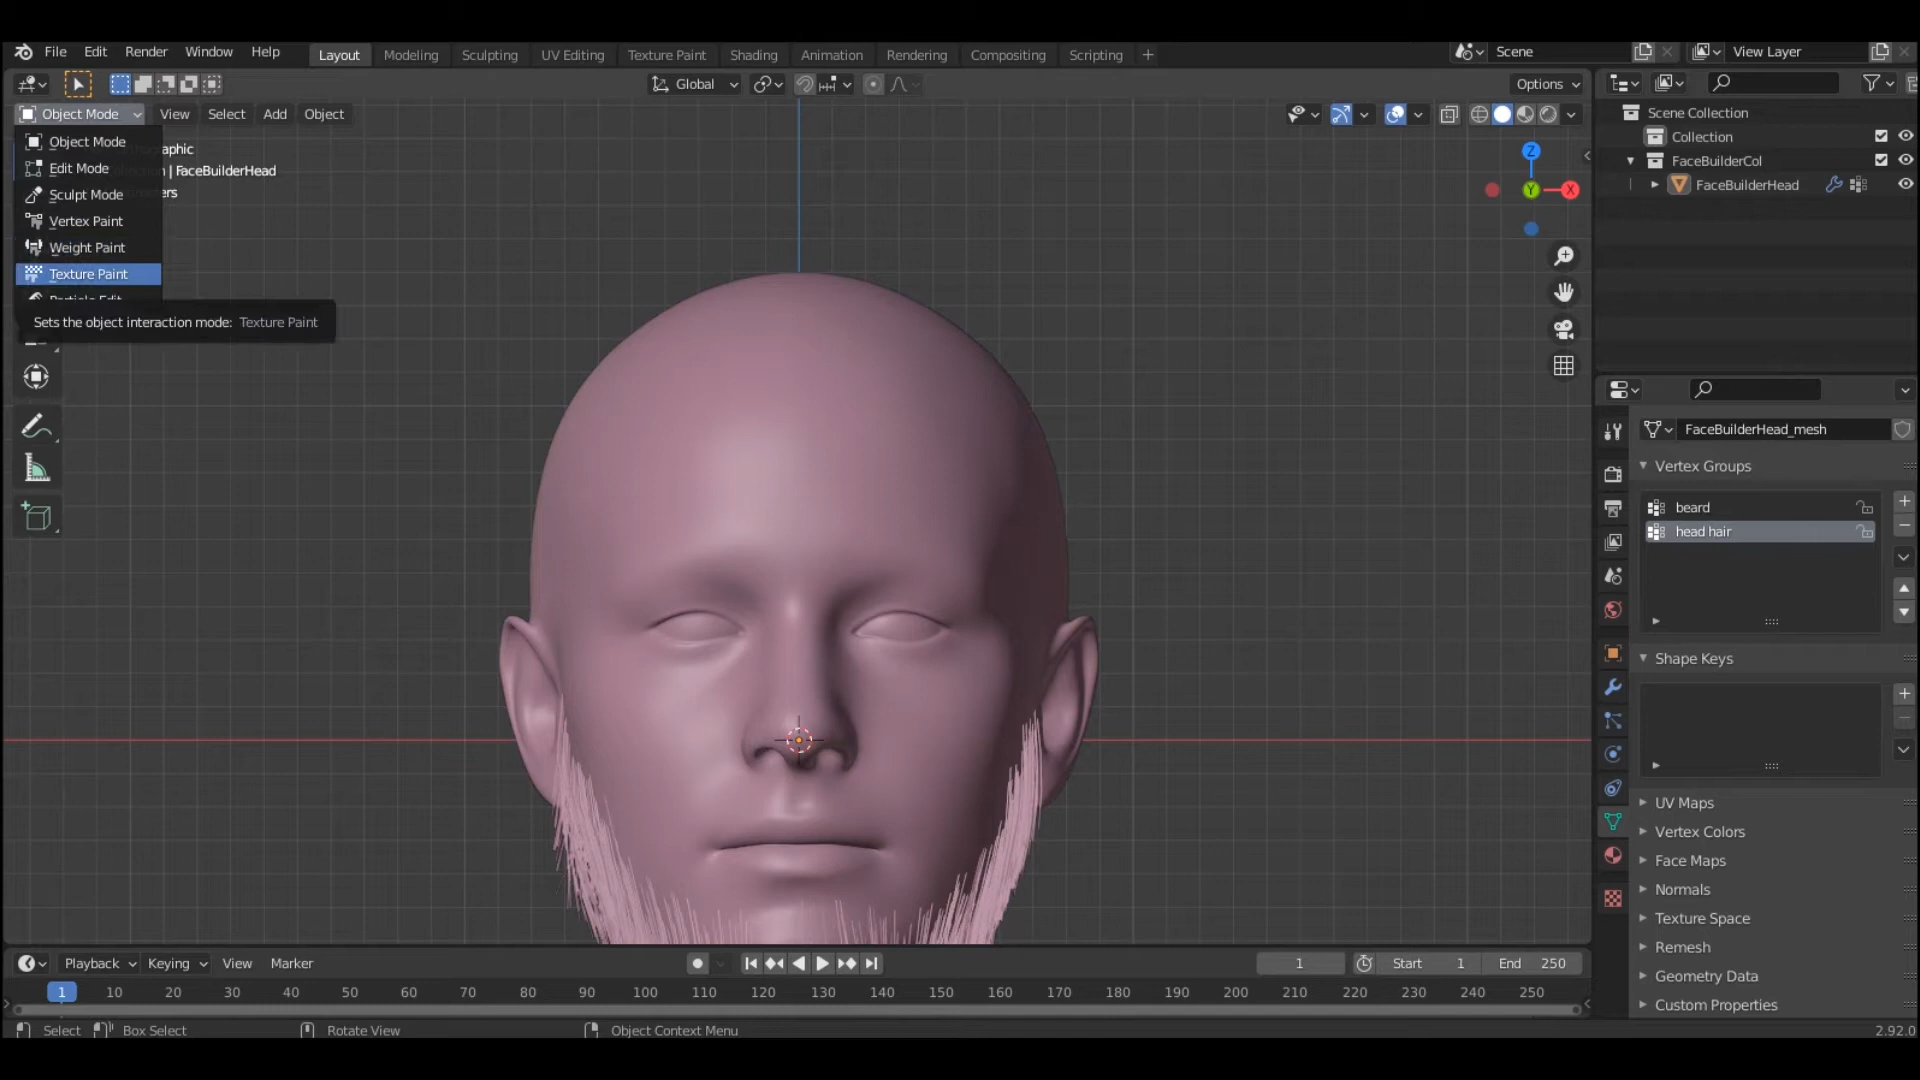 File Edit Render Window Help Layout Modeling Sculpting UV Editing Texture Paint Shading Animation Rendering Compositing Scripting + Scene View Layer
Global Options
Object Mode View Select Add Object
Object Mode
Edit Mode
Sculpt Mode
Vertex Paint
Weight Paint
Texture Paint
Particle Edit
Sets the object interaction mode: Texture Paint
aphic
| FaceBuilderHead
Z
Y
X
Scene Collection
Collection
FaceBuilderCol
FaceBuilderHead
FaceBuilderHead_mesh
Vertex Groups
beard
head hair
Shape Keys
UV Maps
Vertex Colors
Face Maps
Normals
Texture Space
Remesh
Geometry Data
Custom Properties
Playback Keying View Marker 1 Start 1 End 250
1 10 20 30 40 50 60 70 80 90 100 110 120 130 140 150 160 170 180 190 200 210 220 230 240 250
Select Box Select Rotate View Object Context Menu 2.92.0